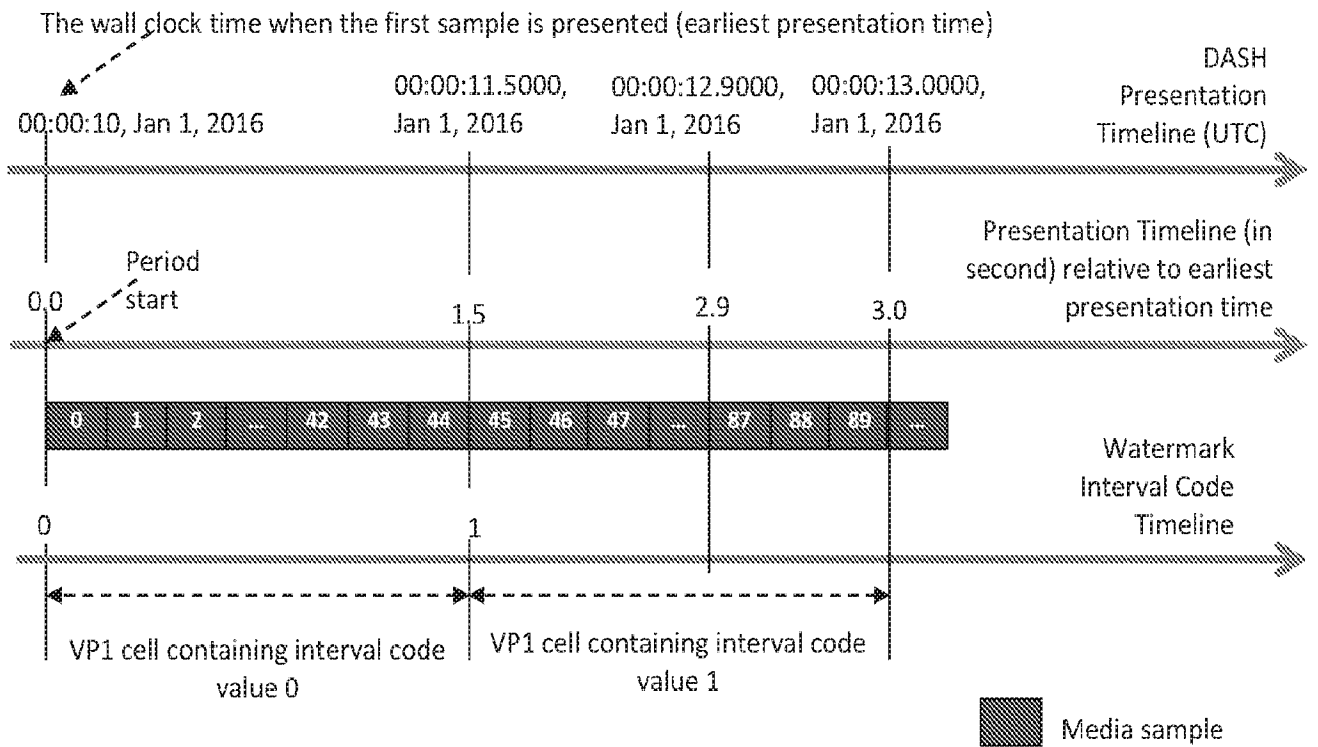 The wall clock time when the first sample is presented (earliest presentation time)
00:00:10, Jan 1, 2016
00:00:11.5000,
Jan 1, 2016
00:00:12.9000,
Jan 1, 2016
00:00:13.0000,
Jan 1, 2016
DASH
Presentation
Timeline (UTC)
Period
start
0.0
1.5
2.9
3.0
Presentation Timeline (in
second) relative to earliest
presentation time
0 1 2 ... 42 43 44 45 46 47 ... 87 88 89 ...
Watermark
Interval Code
Timeline
0
1
VP1 cell containing interval code
value 0
VP1 cell containing interval code
value 1
Media sample